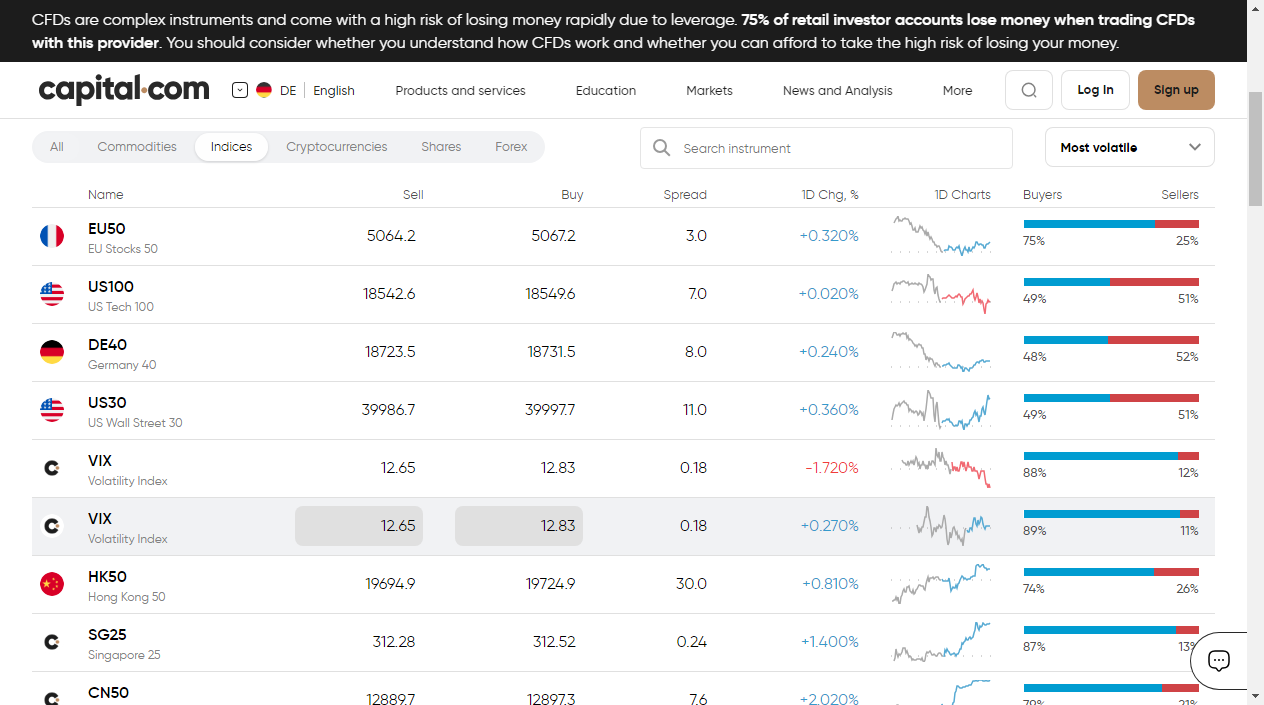 CFDs are complex instruments and come with a high risk of losing money rapidly due to leverage. 75% of retail investor accounts lose money when trading CFDs
with this provider. You should consider whether you understand how CFDs work and whether you can afford to take the high risk of losing your money.
capital.com DE English Products and services Education Markets News and Analysis More Log In Sign up
All Commodities Indices Cryptocurrencies Shares Forex Search instrument Most volatile
Name Sell Buy Spread 1D Chg, % 1D Charts Buyers Sellers
EU50 5064.2 5067.2 3.0 +0.320%
EU Stocks 50 75% 25%
US100 18542.6 18549.6 7.0 +0.020%
US Tech 100 49% 51%
DE40 18723.5 18731.5 8.0 +0.240%
Germany 40 48% 52%
US30 39986.7 39997.7 11.0 +0.360%
US Wall Street 30 49% 51%
VIX 12.65 12.83 0.18 -1.720%
Volatility Index 88% 12%
VIX 12.65 12.83 0.18 +0.270%
Volatility Index 89% 11%
HK50 19694.9 19724.9 30.0 +0.810%
Hong Kong 50 74% 26%
SG25 312.28 312.52 0.24 +1.400%
Singapore 25 87% 13%
CN50 12889.7 12897.3 7.6 +2.020%
79% 21%